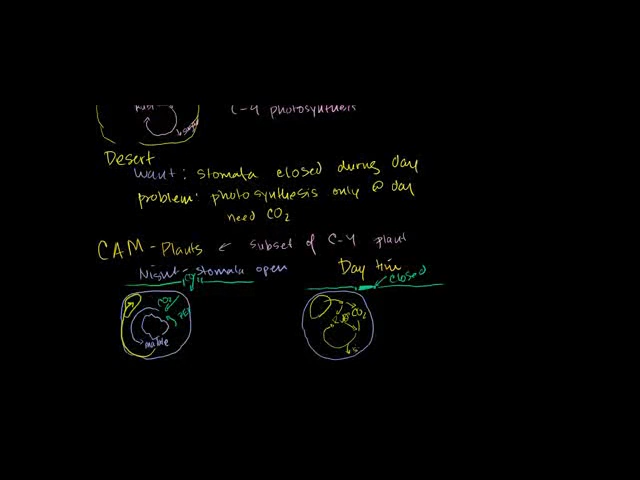 C-4 photosynthesis
Desert
Want: stomata closed during day
problem: photosynthesis only @ day
need CO2
CAM - Plants ← subset of C-4 plant
Night - stomata open
Day time
closed
CO2
CO2
malate